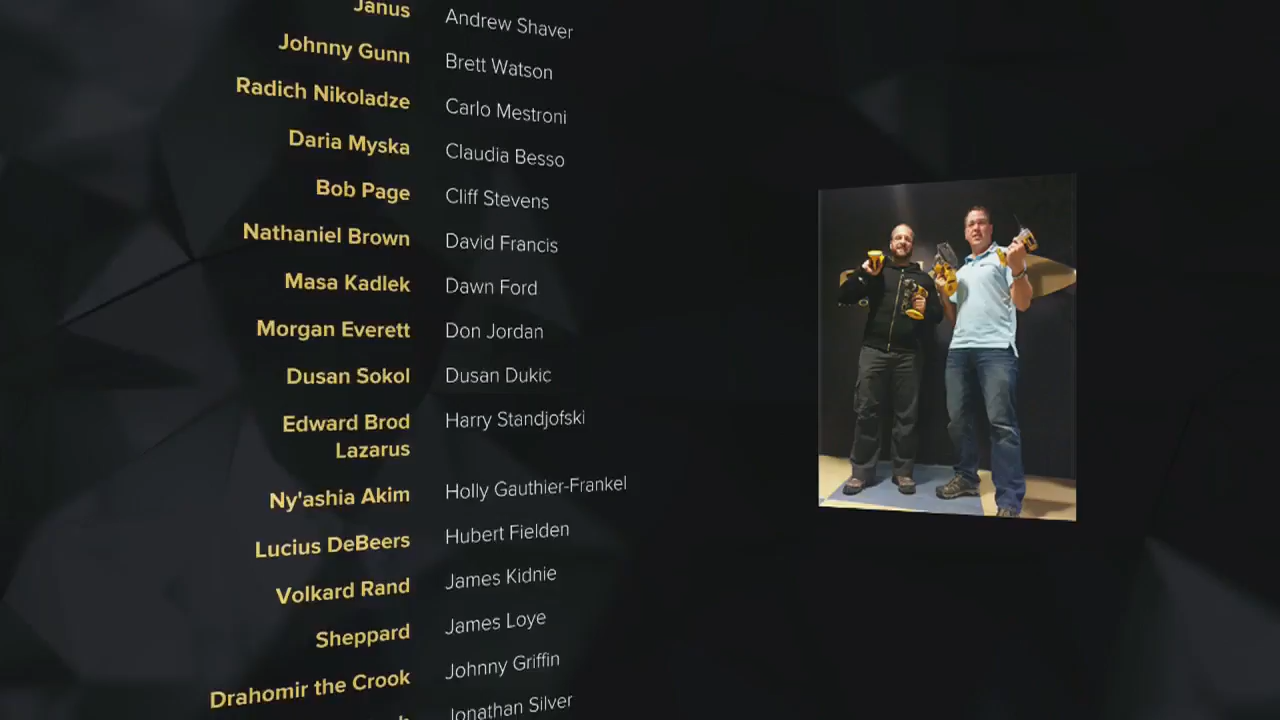 Janus Andrew Shaver
Johnny Gunn Brett Watson
Radich Nikoladze Carlo Mestroni
Daria Myska Claudia Besso
Bob Page Cliff Stevens
Nathaniel Brown David Francis
Masa Kadlek Dawn Ford
Morgan Everett Don Jordan
Dusan Sokol Dusan Dukic
Edward Brod Harry Standjofski
Lazarus
Ny'ashia Akim Holly Gauthier-Frankel
Lucius DeBeers Hubert Fielden
Volkard Rand James Kidnie
Sheppard James Loye
Drahomir the Crook Johnny Griffin
Jonathan Silver